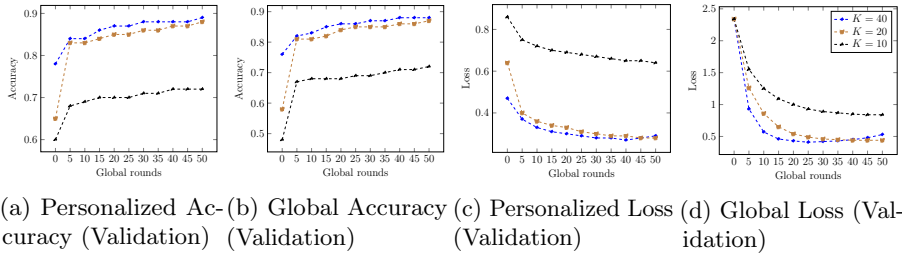 0.9
0.8
0.7
0.6
Accuracy
0 5 10 15 20 25 30 35 40 45 50
Global rounds
0.9
0.8
0.7
0.6
0.5
Accuracy
0 5 10 15 20 25 30 35 40 45 50
Global rounds
0.8
0.6
0.4
Loss
0 5 10 15 20 25 30 35 40 45 50
Global rounds
2.5
2
1.5
1
0.5
Loss
K = 40
K = 20
K = 10
0 5 10 15 20 25 30 35 40 45 50
Global rounds
(a) Personalized Ac-
curacy (Validation)
(b) Global Accuracy
(Validation)
(c) Personalized Loss
(Validation)
(d) Global Loss (Val-
idation)